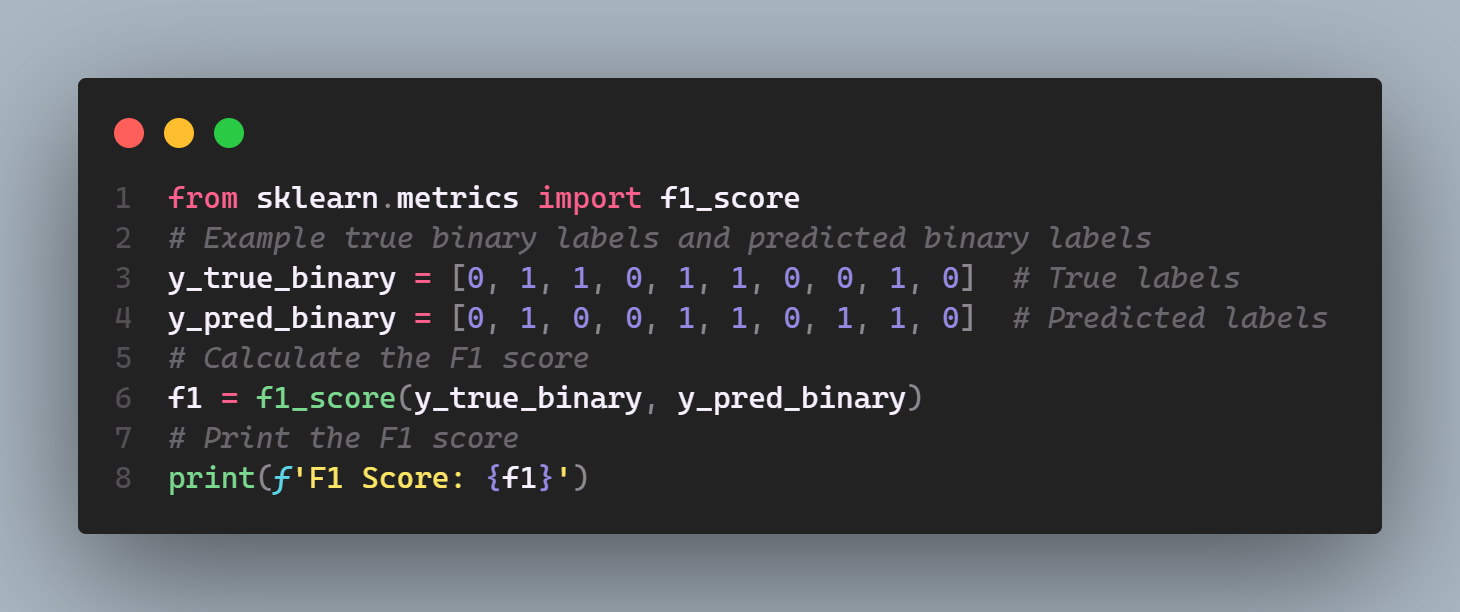 1 from sklearn.metrics import f1_score
2 # Example true binary labels and predicted binary labels
3 y_true_binary = [0, 1, 1, 0, 1, 1, 0, 0, 1, 0]  # True labels
4 y_pred_binary = [0, 1, 0, 0, 1, 1, 0, 1, 1, 0]  # Predicted labels
5 # Calculate the F1 score
6 f1 = f1_score(y_true_binary, y_pred_binary)
7 # Print the F1 score
8 print(f'F1 Score: {f1}')